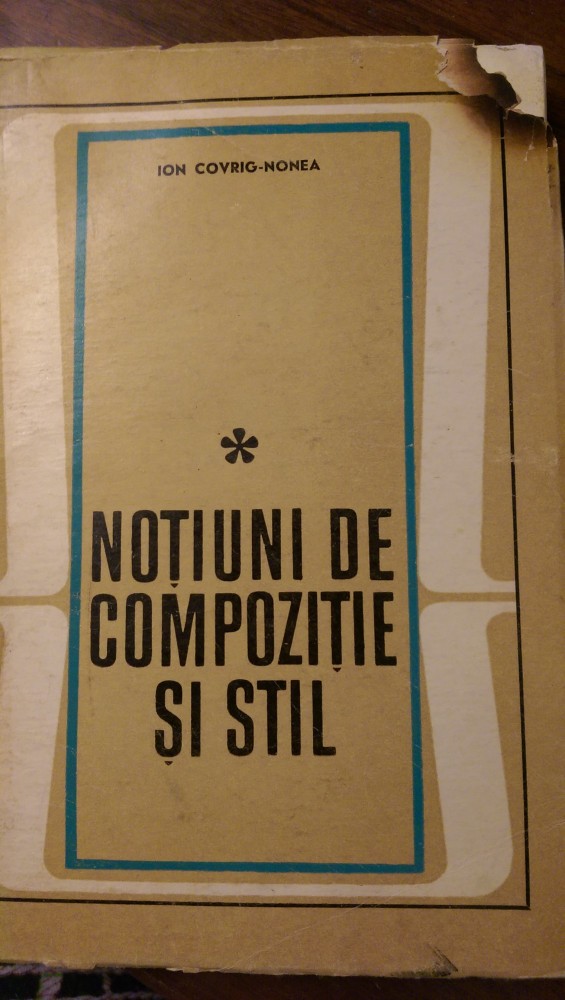 ION COVRIG-NONEA
*
NOȚIUNI DE
COMPOZIȚIE
ȘI STIL